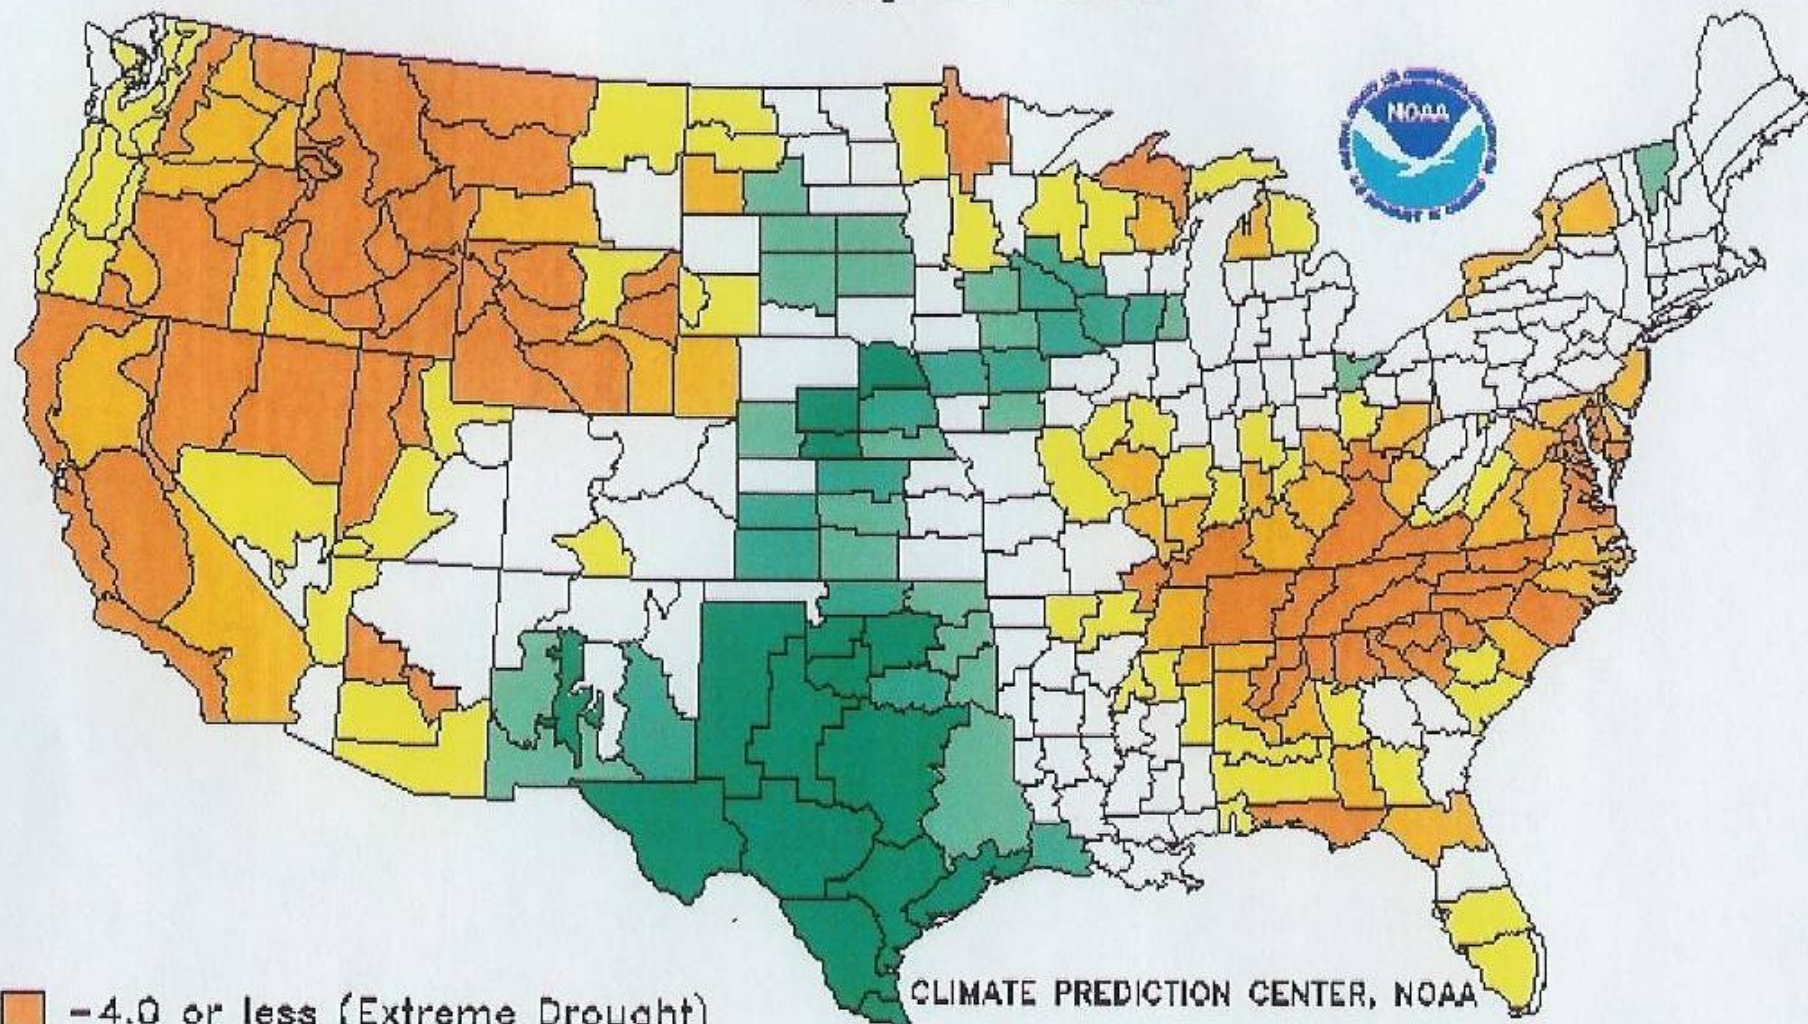 NOAA
CLIMATE PREDICTION CENTER, NOAA
-4.0 or less (Extreme Drought)